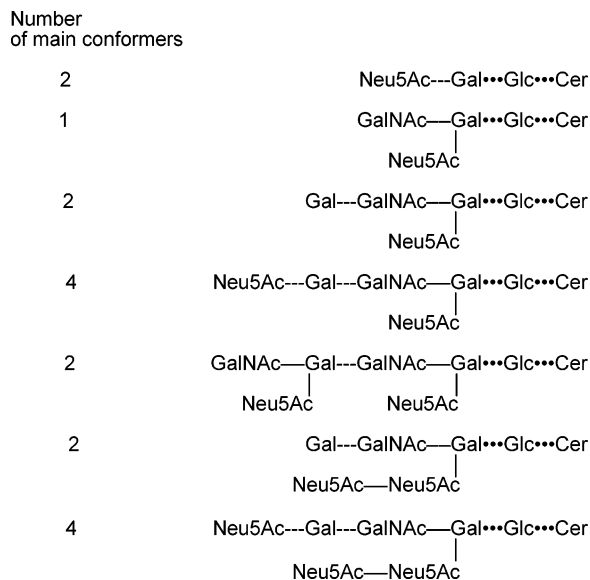 Number
of main conformers
2 Neu5Ac---Gal•••Glc•••Cer
1 GalNAc—Gal•••Glc•••Cer
Neu5Ac
2 Gal---GalNAc—Gal•••Glc•••Cer
Neu5Ac
4 Neu5Ac---Gal---GalNAc—Gal•••Glc•••Cer
Neu5Ac
2 GalNAc—Gal---GalNAc—Gal•••Glc•••Cer
Neu5Ac Neu5Ac
2 Gal---GalNAc—Gal•••Glc•••Cer
Neu5Ac—Neu5Ac
4 Neu5Ac---Gal---GalNAc—Gal•••Glc•••Cer
Neu5Ac—Neu5Ac